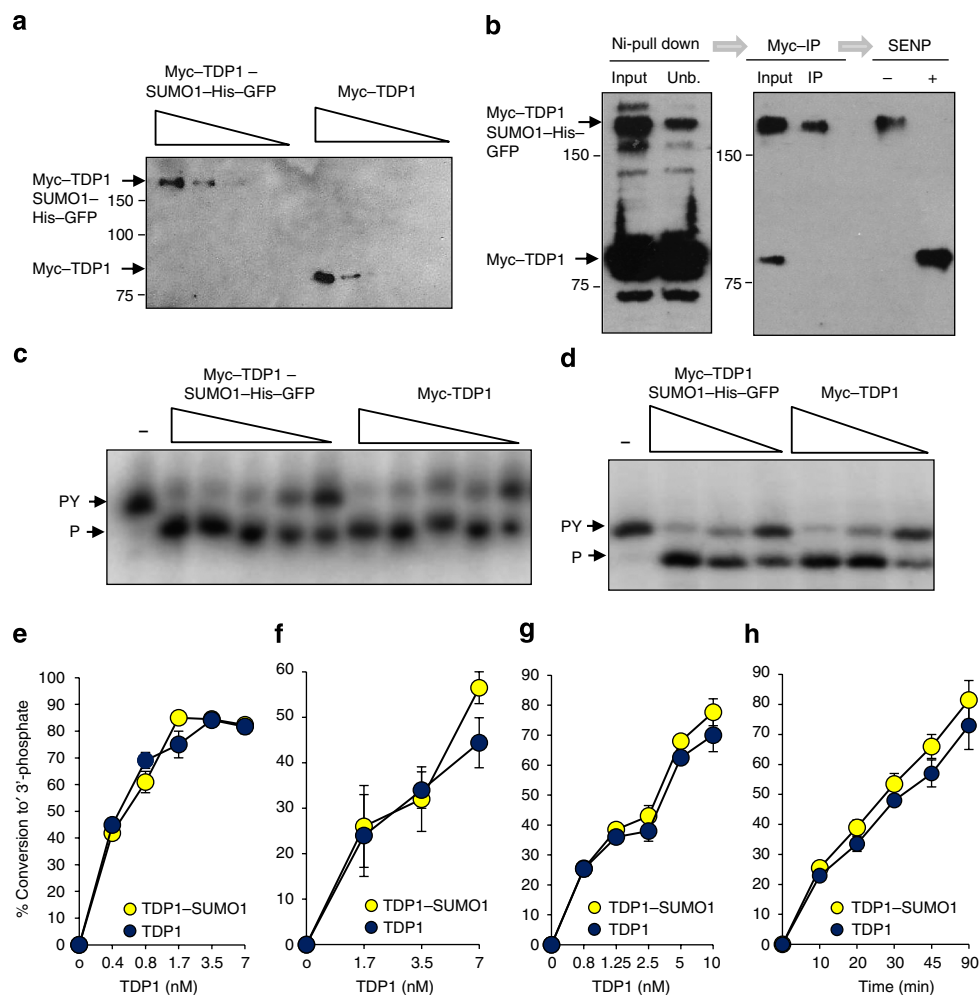 a
Myc–TDP1 –
SUMO1–His–GFP
Myc–TDP1
Myc–TDP1
SUMO1–
His–GFP
150
100
Myc–TDP1
75
b
Ni-pull down
Myc–IP
SENP
Input
Unb.
Input
IP
–
+
Myc–TDP1
SUMO1–His–
GFP
150
150
Myc–TDP1
75
75
c
Myc–TDP1 –
SUMO1–His–GFP
Myc-TDP1
–
PY
P
d
Myc–TDP1
SUMO1–His–GFP
Myc–TDP1
–
PY
P
e
% Conversion to′ 3′-phosphate
100
90
80
70
60
50
40
30
20
10
0
TDP1–SUMO1
TDP1
0 0.4 0.8 1.7 3.5 7
TDP1 (nM)
f
60
50
40
30
20
10
0
TDP1–SUMO1
TDP1
0 1.7 3.5 7
TDP1 (nM)
g
90
80
70
60
50
40
30
20
10
0
TDP1–SUMO1
TDP1
0 0.8 1.25 2.5 5 10
TDP1 (nM)
h
90
80
70
60
50
40
30
20
10
0
TDP1–SUMO1
TDP1
10 20 30 45 90
Time (min)